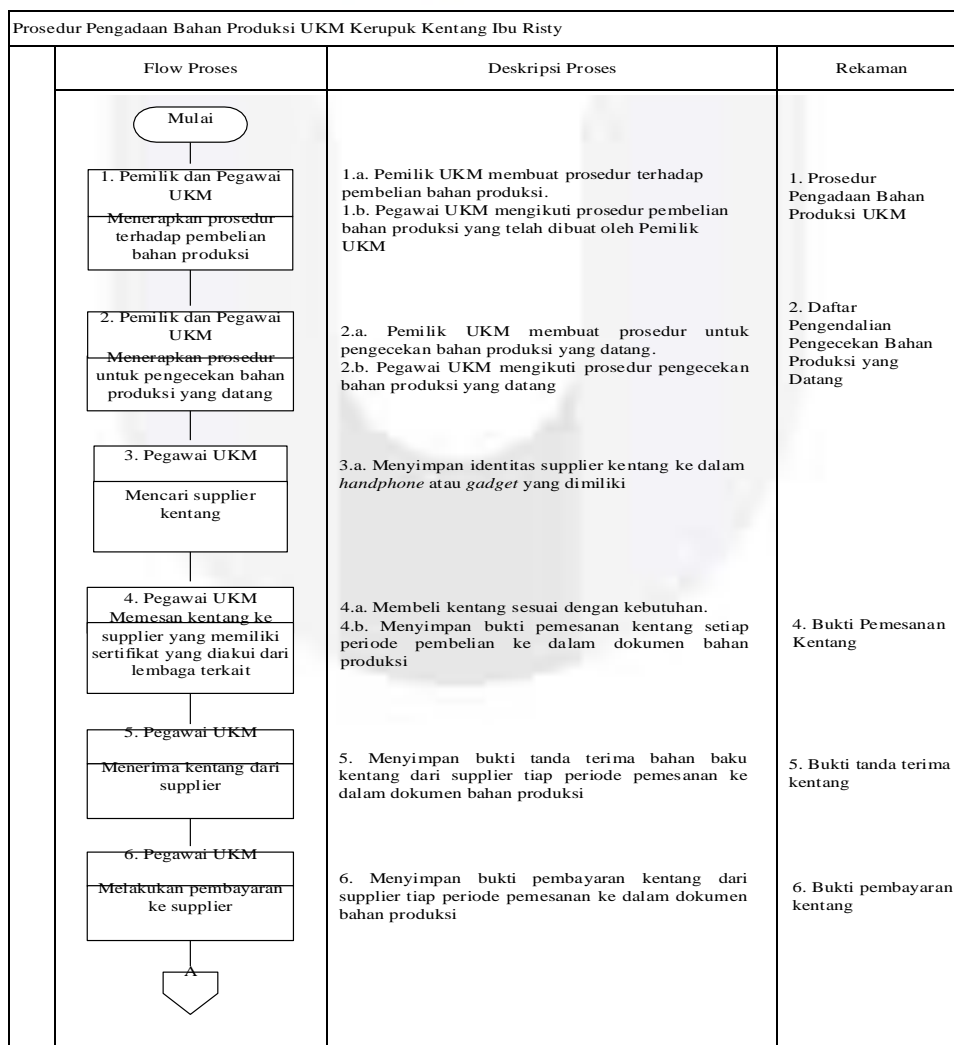 Prosedur Pengadaan Bahan Produksi UKM Kerupuk Kentang Ibu Risty
Flow Proses
Deskripsi Proses
Rekaman
Mulai
1. Pemilik dan Pegawai
UKM
Menerapkan prosedur
terhadap pembelian
bahan produksi
1.a. Pemilik UKM membuat prosedur terhadap
pembelian bahan produksi.
1.b. Pegawai UKM mengikuti prosedur pembelian
bahan produksi yang telah dibuat oleh Pemilik
UKM
1. Prosedur
Pengadaan Bahan
Produksi UKM
2. Pemilik dan Pegawai
UKM
Menerapkan prosedur
untuk pengecekan bahan
produksi yang datang
2.a. Pemilik UKM membuat prosedur untuk
pengecekan bahan produksi yang datang.
2.b. Pegawai UKM mengikuti prosedur pengecekan
bahan produksi yang datang
2. Daftar
Pengendalian
Pengecekan Bahan
Produksi yang
Datang
3. Pegawai UKM
Mencari supplier
kentang
3.a. Menyimpan identitas supplier kentang ke dalam
handphone atau gadget yang dimiliki
4. Pegawai UKM
Memesan kentang ke
supplier yang memiliki
sertifikat yang diakui dari
lembaga terkait
4.a. Membeli kentang sesuai dengan kebutuhan.
4.b. Menyimpan bukti pemesanan kentang setiap
periode pembelian ke dalam dokumen bahan
produksi
4. Bukti Pemesanan
Kentang
5. Pegawai UKM
Menerima kentang dari
supplier
5. Menyimpan bukti tanda terima bahan baku
kentang dari supplier tiap periode pemesanan ke
dalam dokumen bahan produksi
5. Bukti tanda terima
kentang
6. Pegawai UKM
Melakukan pembayaran
ke supplier
6. Menyimpan bukti pembayaran kentang dari
supplier tiap periode pemesanan ke dalam dokumen
bahan produksi
6. Bukti pembayaran
kentang
A